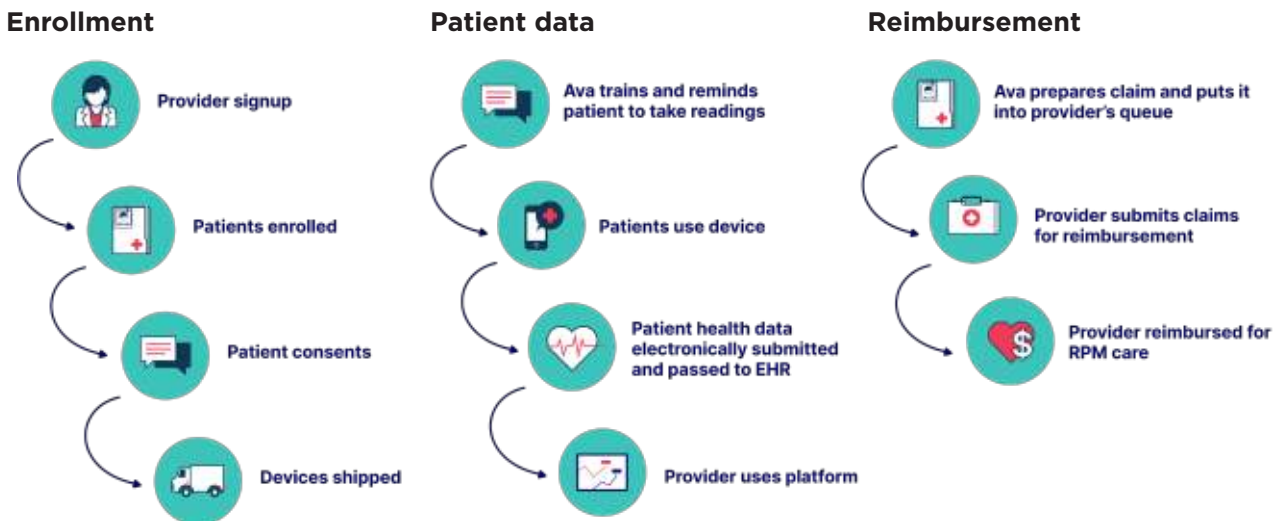 Enrollment
Provider signup
Patients enrolled
Patient consents
Devices shipped
Patient data
Ava trains and reminds
patient to take readings
Patients use device
Patient health data
electronically submitted
and passed to EHR
Provider uses platform
Reimbursement
Ava prepares claim and puts it
into provider's queue
Provider submits claims
for reimbursement
$
Provider reimbursed for
RPM care